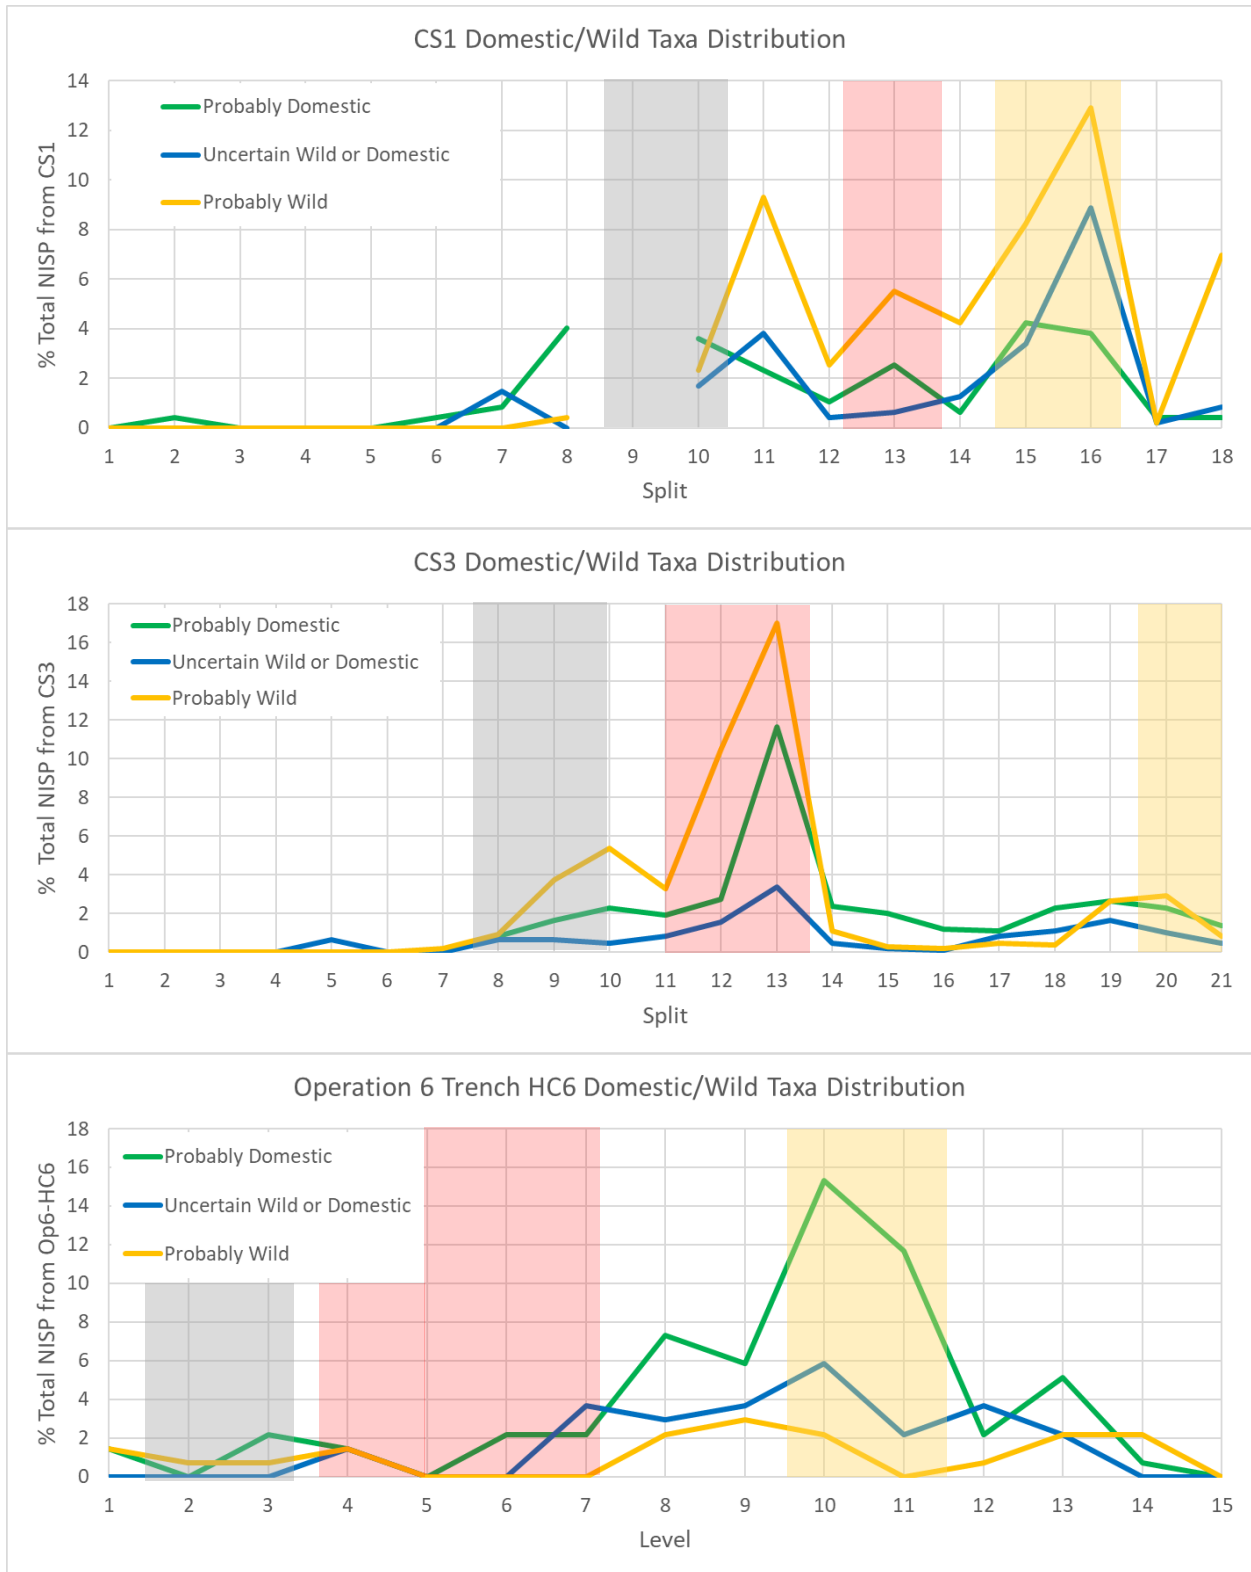 CS1 Domestic/Wild Taxa Distribution
% Total NISP from CS1
14
12
10
8
6
4
2
0
Probably Domestic
Uncertain Wild or Domestic
Probably Wild
1 2 3 4 5 6 7 8 9 10 11 12 13 14 15 16 17 18
Split
CS3 Domestic/Wild Taxa Distribution
% Total NISP from CS3
18
16
14
12
10
8
6
4
2
0
Probably Domestic
Uncertain Wild or Domestic
Probably Wild
1 2 3 4 5 6 7 8 9 10 11 12 13 14 15 16 17 18 19 20 21
Split
Operation 6 Trench HC6 Domestic/Wild Taxa Distribution
% Total NISP from Op6-HC6
18
16
14
12
10
8
6
4
2
0
Probably Domestic
Uncertain Wild or Domestic
Probably Wild
1 2 3 4 5 6 7 8 9 10 11 12 13 14 15
Level